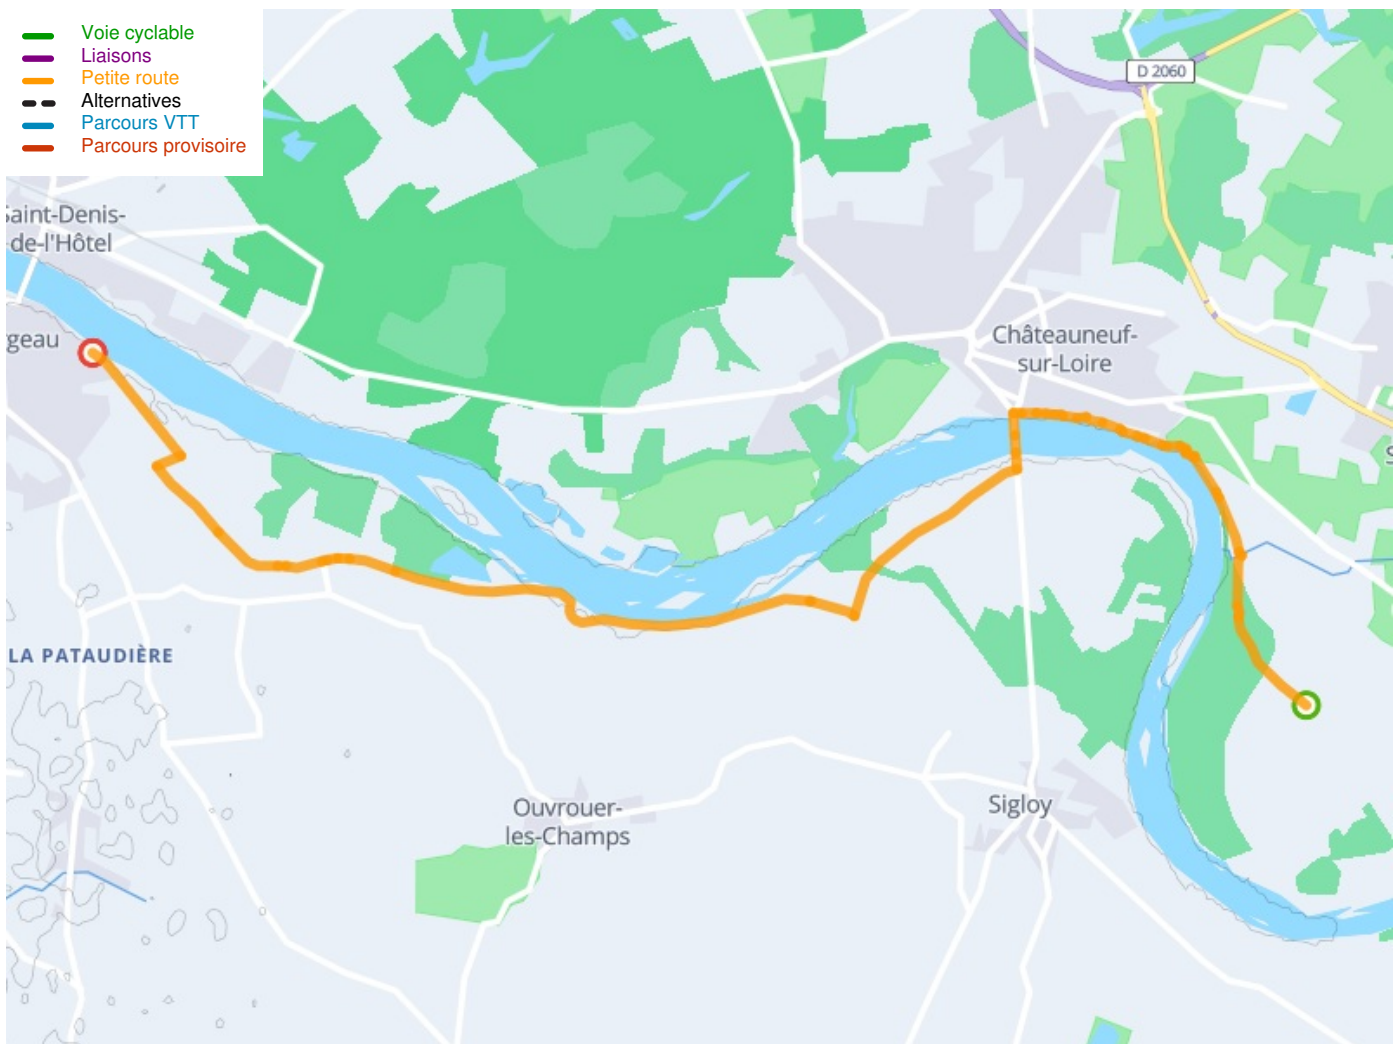 Voie cyclable
Liaisons
Petite route
Alternatives
Parcours VTT
Parcours provisoire
D 2060
Saint-Denis-
de-l'Hôtel
geau
Châteauneuf-
sur-Loire
S
LA PATAUDIÈRE
Ouvrouer-
les-Champs
Sigloy